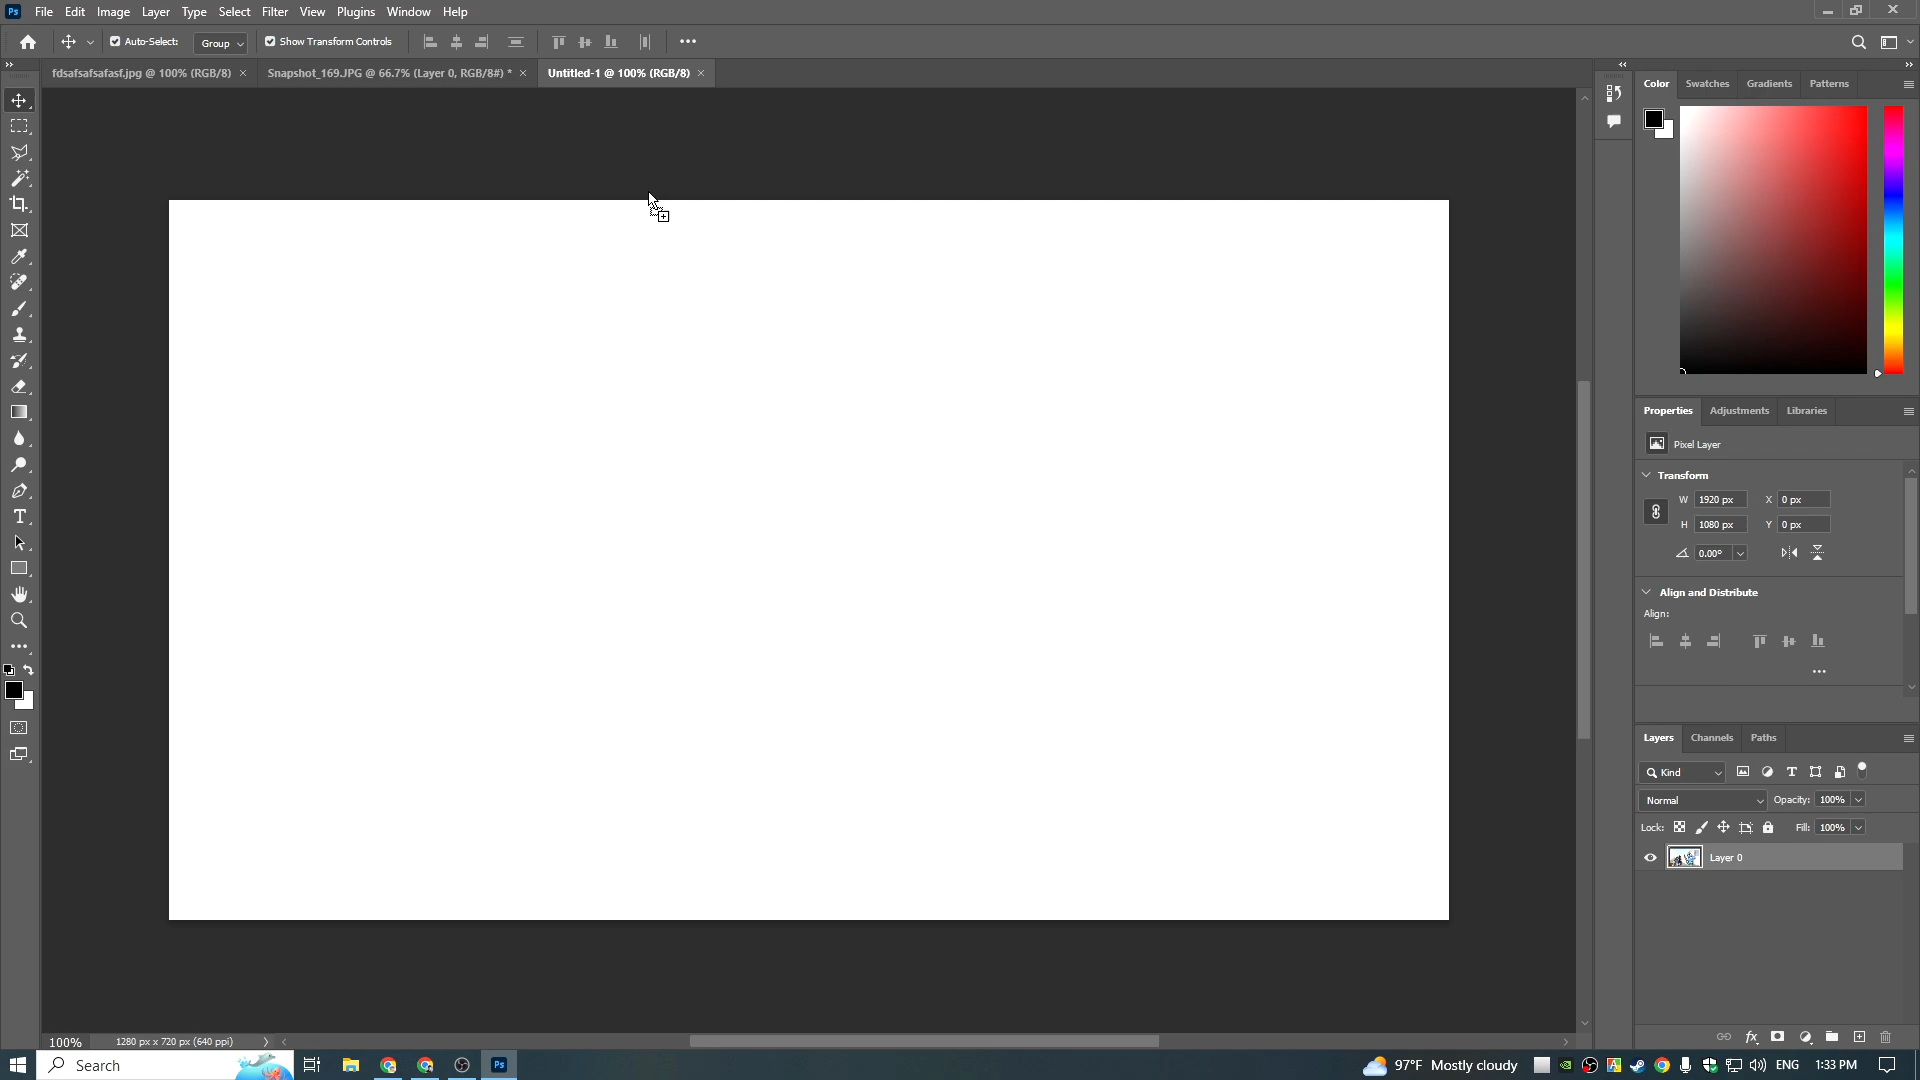 Ps File Edit Image Layer Type Select Filter View Plugins Window Help
Auto-Select: Group Show Transform Controls
fdsafsafsafasf.jpg @ 100% (RGB/8) Snapshot_169.JPG @ 66.7% (Layer 0, RGB/8#) * Untitled-1 @ 100% (RGB/8)
Color Swatches Gradients Patterns
Properties Adjustments Libraries
Pixel Layer
Transform
W 1920 px X 0 px
H 1080 px Y 0 px
0.00°
Align and Distribute
Align:
Layers Channels Paths
Kind
Normal Opacity: 100%
Lock: Fill: 100%
Layer 0
100% 1280 px x 720 px (640 ppi)
Search Ps 97°F Mostly cloudy ENG 1:33 PM